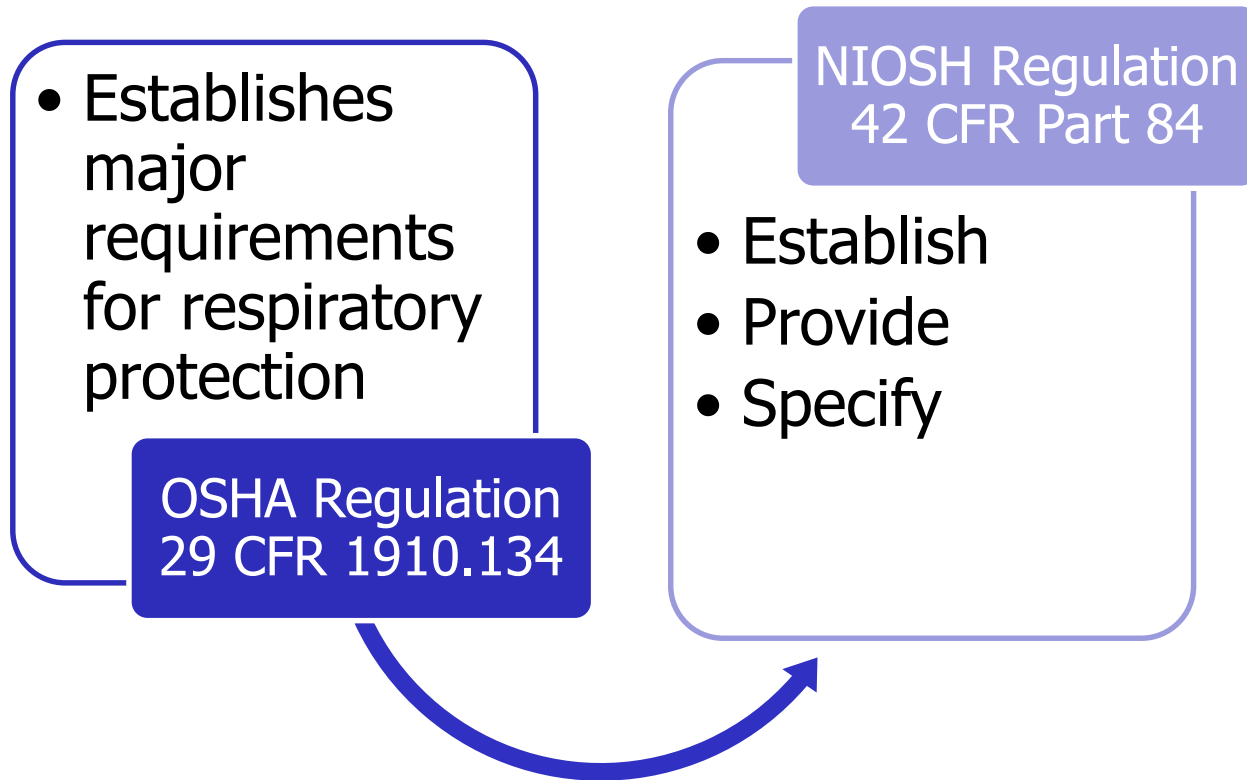 • Establishes
major
requirements
for respiratory
protection
OSHA Regulation
29 CFR 1910.134
NIOSH Regulation
42 CFR Part 84
• Establish
• Provide
• Specify